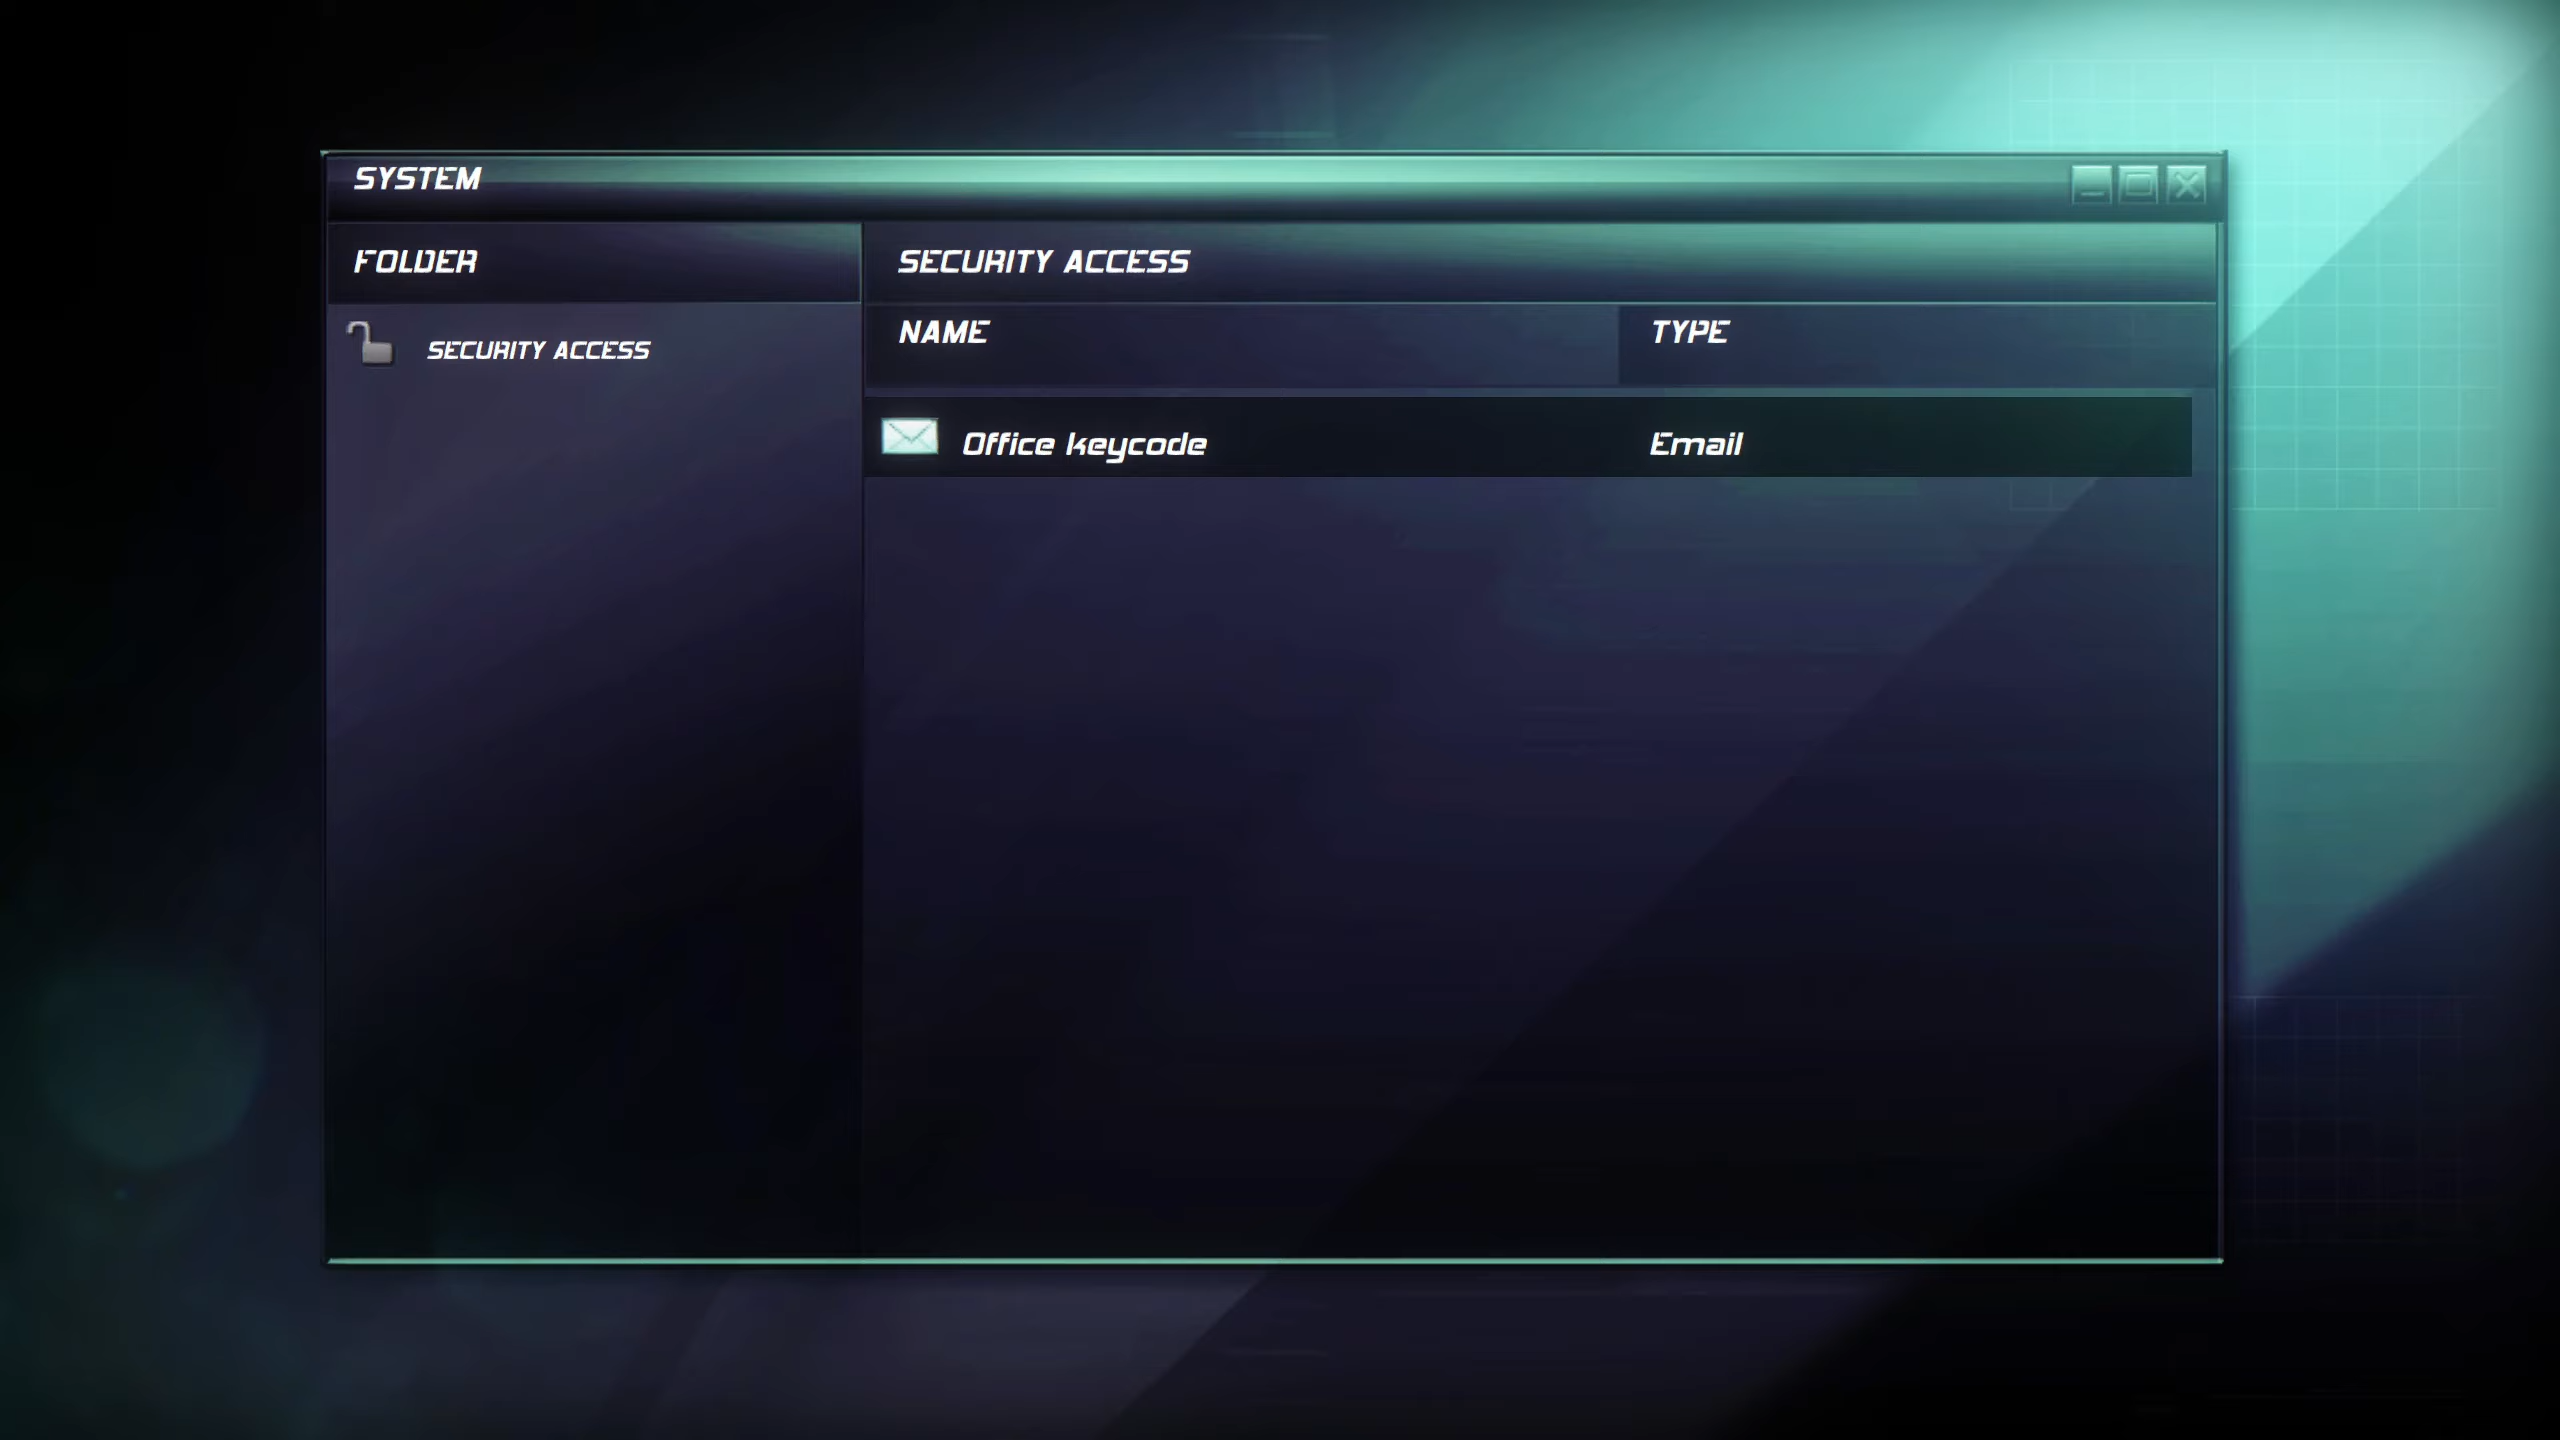 SYSTEM
FOLDER
SECURITY ACCESS
SECURITY ACCESS
NAME
TYPE
Office keycode
Email